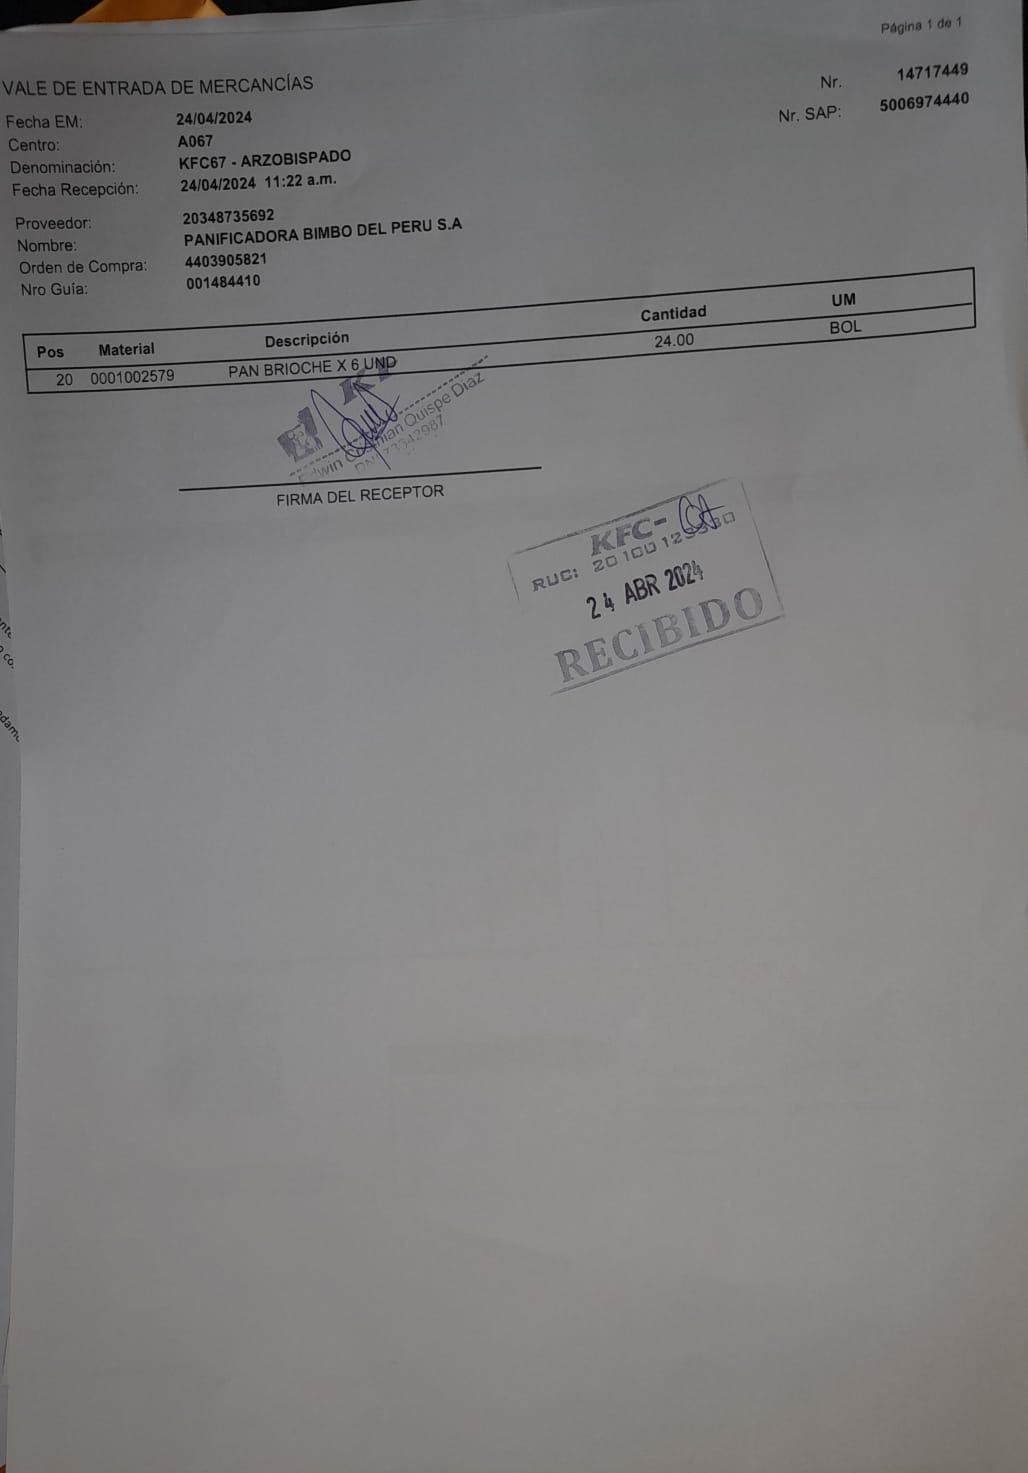 Página 1 de 1
VALE DE ENTRADA DE MERCANCÍAS
Nr. 14717449
Nr. SAP: 5006974440
Fecha EM: 24/04/2024
Centro: A067
Denominación: KFC67 - ARZOBISPADO
Fecha Recepción: 24/04/2024 11:22 a.m.
Proveedor: 20348735692
Nombre: PANIFICADORA BIMBO DEL PERU S.A
Orden de Compra: 4403905821
Nro Guía: 001484410
Pos Material Descripción Cantidad UM
20 0001002579 PAN BRIOCHE X 6 UND 24.00 BOL
Quispe Diaz
DNI
FIRMA DEL RECEPTOR
KFC-
RUC:
24 ABR 2024
RECIBIDO